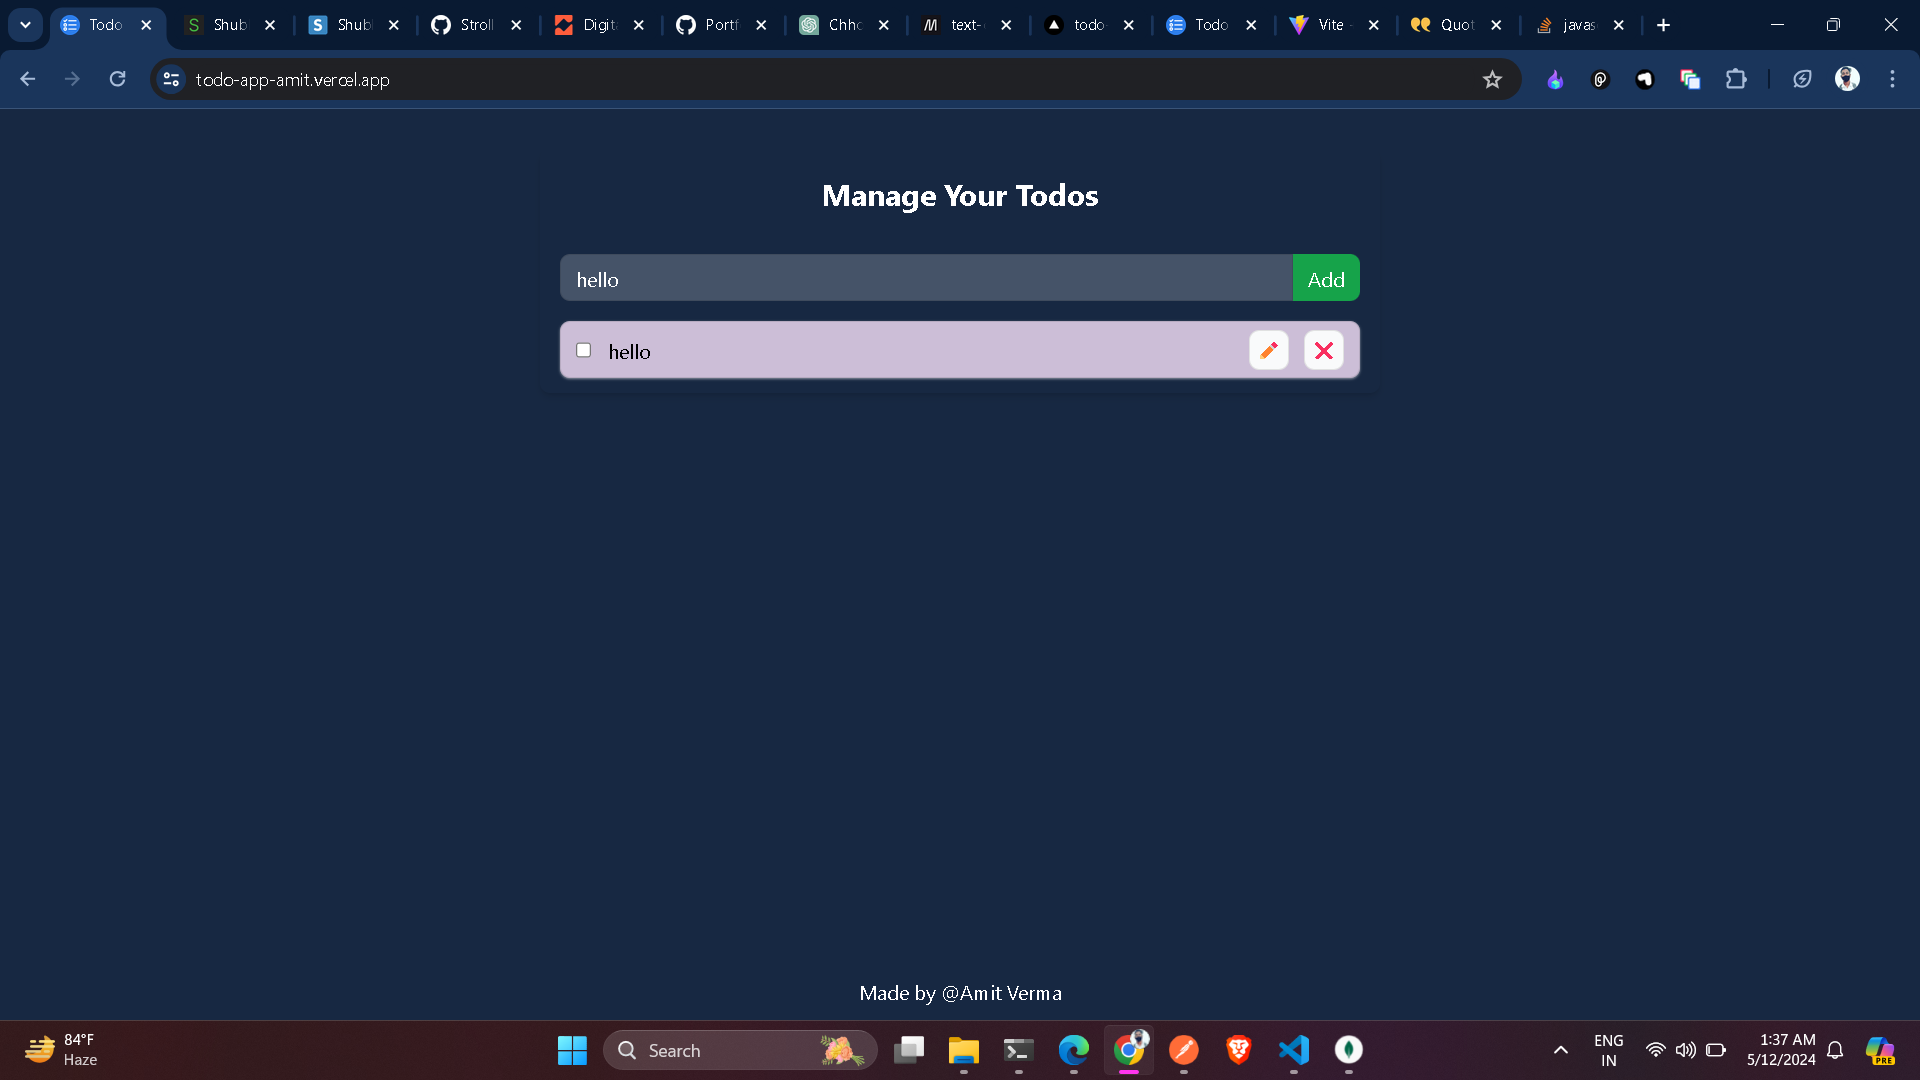 Todo
Shub
Shubl
Stroll
Digit
Portf
Chhc
text-
todo
Todo
Vite -
Quot
javas
todo-app-amit.vercel.app
Manage Your Todos
hello
Add
hello
Made by @Amit Verma
84°F
Haze
Search
ENG
IN
1:37 AM
5/12/2024
PRE